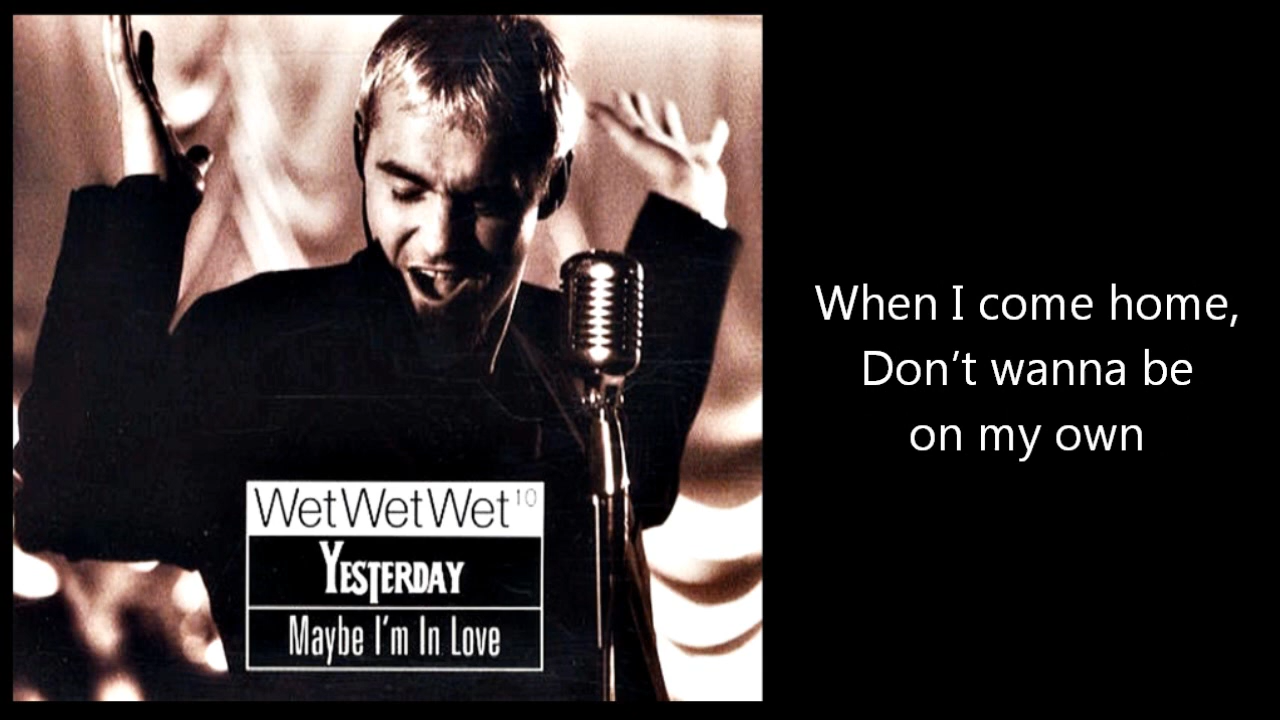 WetWetWet10
Yesterday
Maybe I'm In Love
When I come home,
Don't wanna be
on my own